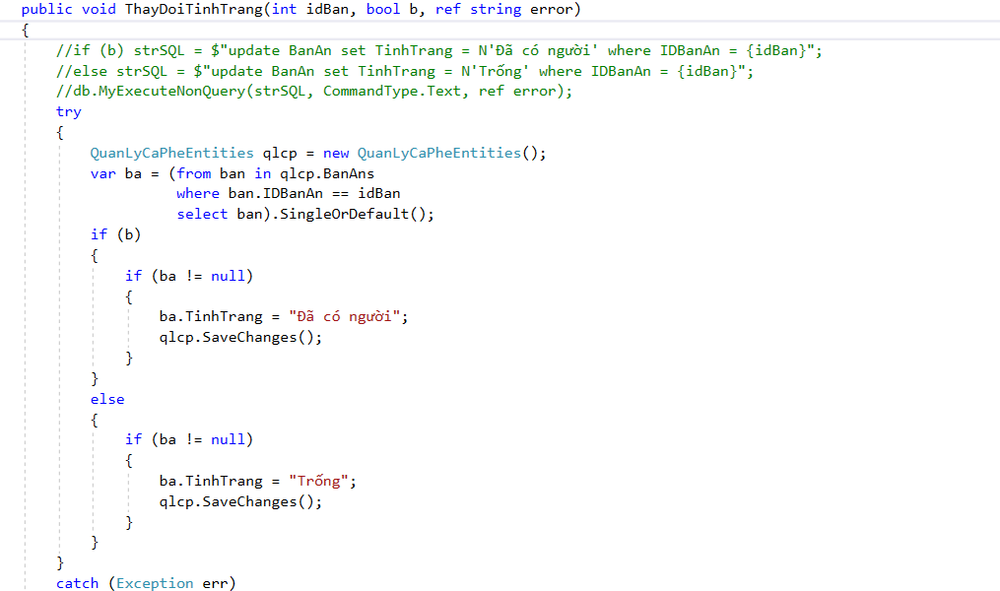 public void ThayDoiTinhTrang(int idBan, bool b, ref string error)
{
    //if (b) strSQL = $"update BanAn set TinhTrang = N'Đã có người' where IDBanAn = {idBan}";
    //else strSQL = $"update BanAn set TinhTrang = N'Trống' where IDBanAn = {idBan}";
    //db.MyExecuteNonQuery(strSQL, CommandType.Text, ref error);
    try
    {
        QuanLyCaPheEntities qlcp = new QuanLyCaPheEntities();
        var ba = (from ban in qlcp.BanAns
                  where ban.IDBanAn == idBan
                  select ban).SingleOrDefault();
        if (b)
        {
            if (ba != null)
            {
                ba.TinhTrang = "Đã có người";
                qlcp.SaveChanges();
            }
        }
        else
        {
            if (ba != null)
            {
                ba.TinhTrang = "Trống";
                qlcp.SaveChanges();
            }
        }
    }
    catch (Exception err)